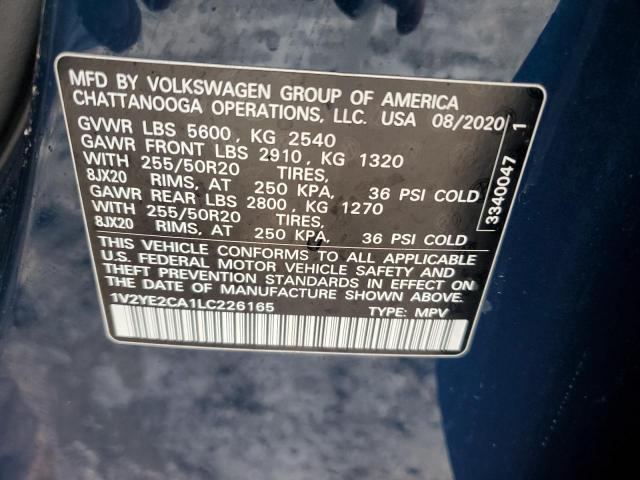 MFD BY VOLKSWAGEN GROUP OF AMERICA
CHATTANOOGA OPERATIONS, LLC. USA 08/2020
GVWR LBS 5600, KG 2540
GAWR FRONT LBS 2910, KG 1320
WITH 255/50R20 TIRES,
8JX20 RIMS, AT 250 KPA, 36 PSI COLD
GAWR REAR LBS 2800, KG 1270
WITH 255/50R20 TIRES,
8JX20 RIMS, AT 250 KPA, 36 PSI COLD
THIS VEHICLE CONFORMS TO ALL APPLICABLE
U.S. FEDERAL MOTOR VEHICLE SAFETY AND
THEFT PREVENTION STANDARDS IN EFFECT ON
THE DATE OF MANUFACTURE SHOWN ABOVE.
1V2YE2CA1LC226165 TYPE: MPV
3340047 1